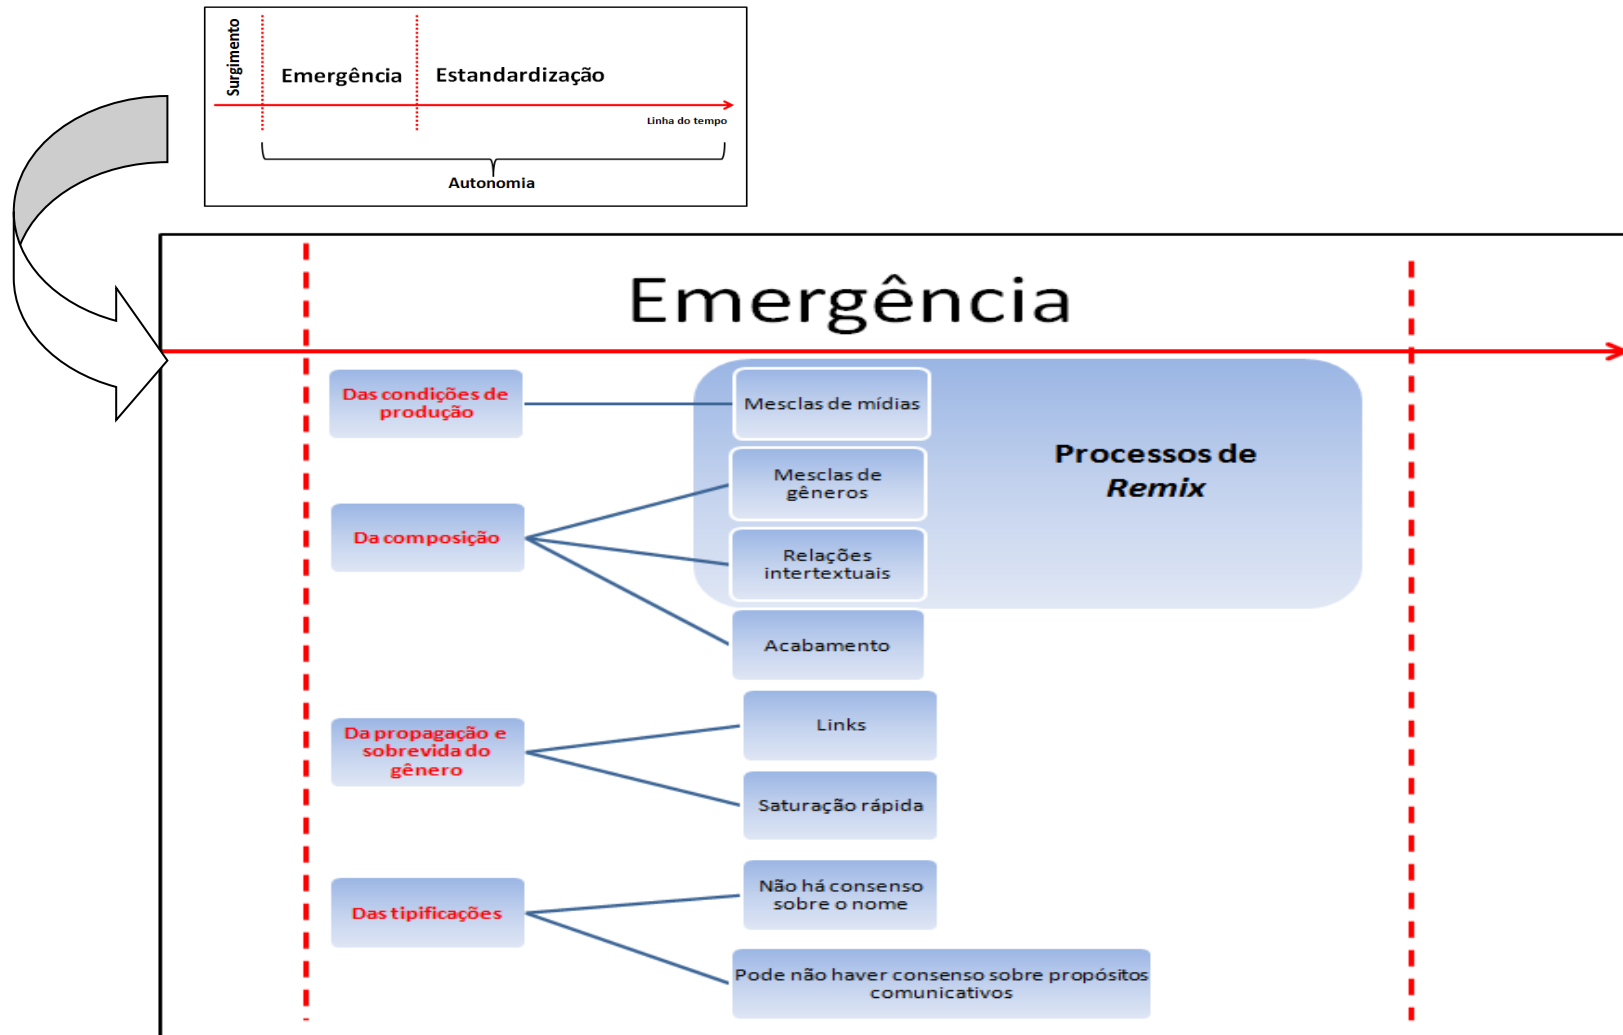 Surgimento
Emergência
Estandardização
Linha do tempo
Autonomia
Emergência
Das condições de
produção
Mesclas de mídias
Processos de
Remix
Mesclas de
gêneros
Da composição
Relações
intertextuais
Acabamento
Da propagação e
sobrevida do
gênero
Links
Saturação rápida
Das tipificações
Não há consenso
sobre o nome
Pode não haver consenso sobre propósitos
comunicativos